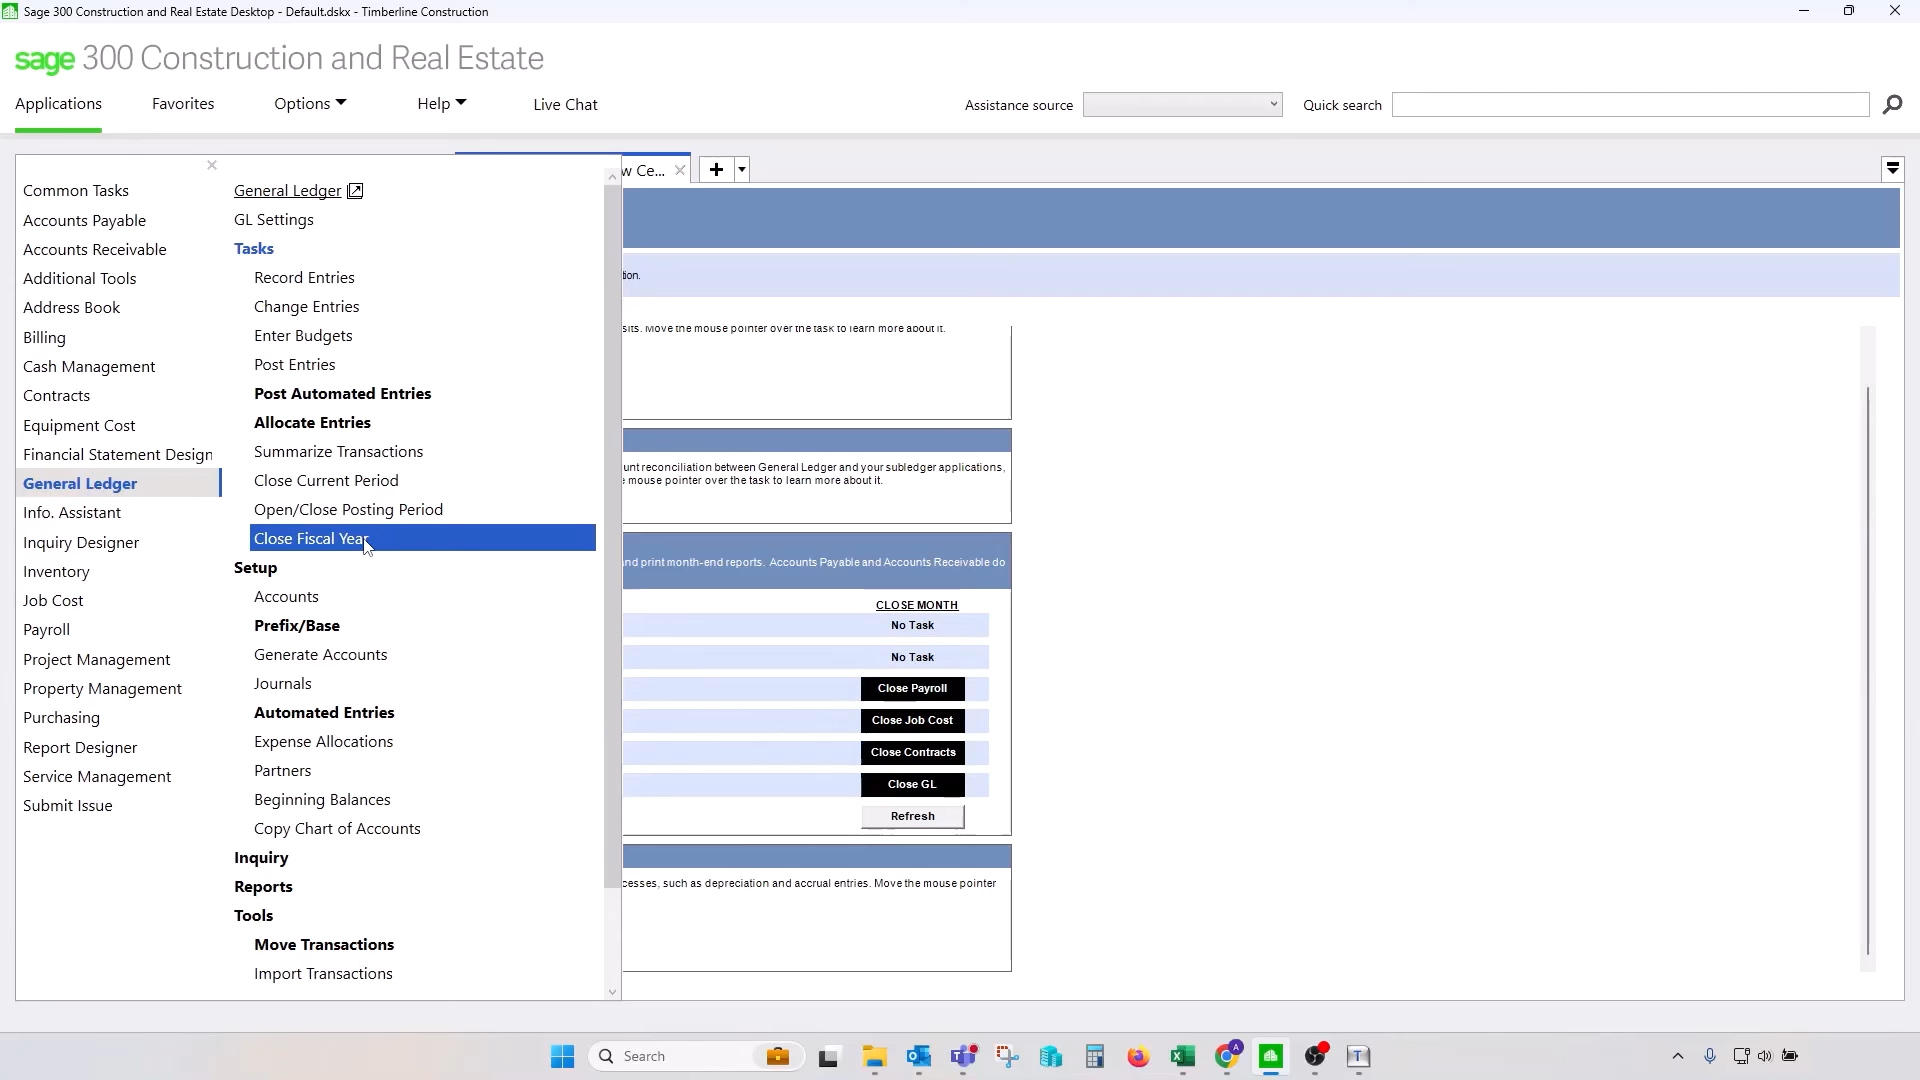 Sage 300 Construction and Real Estate Desktop - Default.dskx - Timberline Construction
sage 300 Construction and Real Estate
Applications
Favorites
Options
Help
Live Chat
Assistance source
Quick search
w Ce...
Common Tasks
Accounts Payable
Accounts Receivable
Additional Tools
Address Book
Billing
Cash Management
Contracts
Equipment Cost
Financial Statement Design
General Ledger
Info. Assistant
Inquiry Designer
Inventory
Job Cost
Payroll
Project Management
Property Management
Purchasing
Report Designer
Service Management
Submit Issue
General Ledger
GL Settings
Tasks
Record Entries
Change Entries
Enter Budgets
Post Entries
Post Automated Entries
Allocate Entries
Summarize Transactions
Close Current Period
Open/Close Posting Period
Close Fiscal Year
Setup
Accounts
Prefix/Base
Generate Accounts
Journals
Automated Entries
Expense Allocations
Partners
Beginning Balances
Copy Chart of Accounts
Inquiry
Reports
Tools
Move Transactions
Import Transactions
tion.
sits. Move the mouse pointer over the task to learn more about it.
unt reconciliation between General Ledger and your subledger applications,
e mouse pointer over the task to learn more about it.
and print month-end reports. Accounts Payable and Accounts Receivable do
CLOSE MONTH
No Task
No Task
Close Payroll
Close Job Cost
Close Contracts
Close GL
Refresh
cesses, such as depreciation and accrual entries. Move the mouse pointer
Search